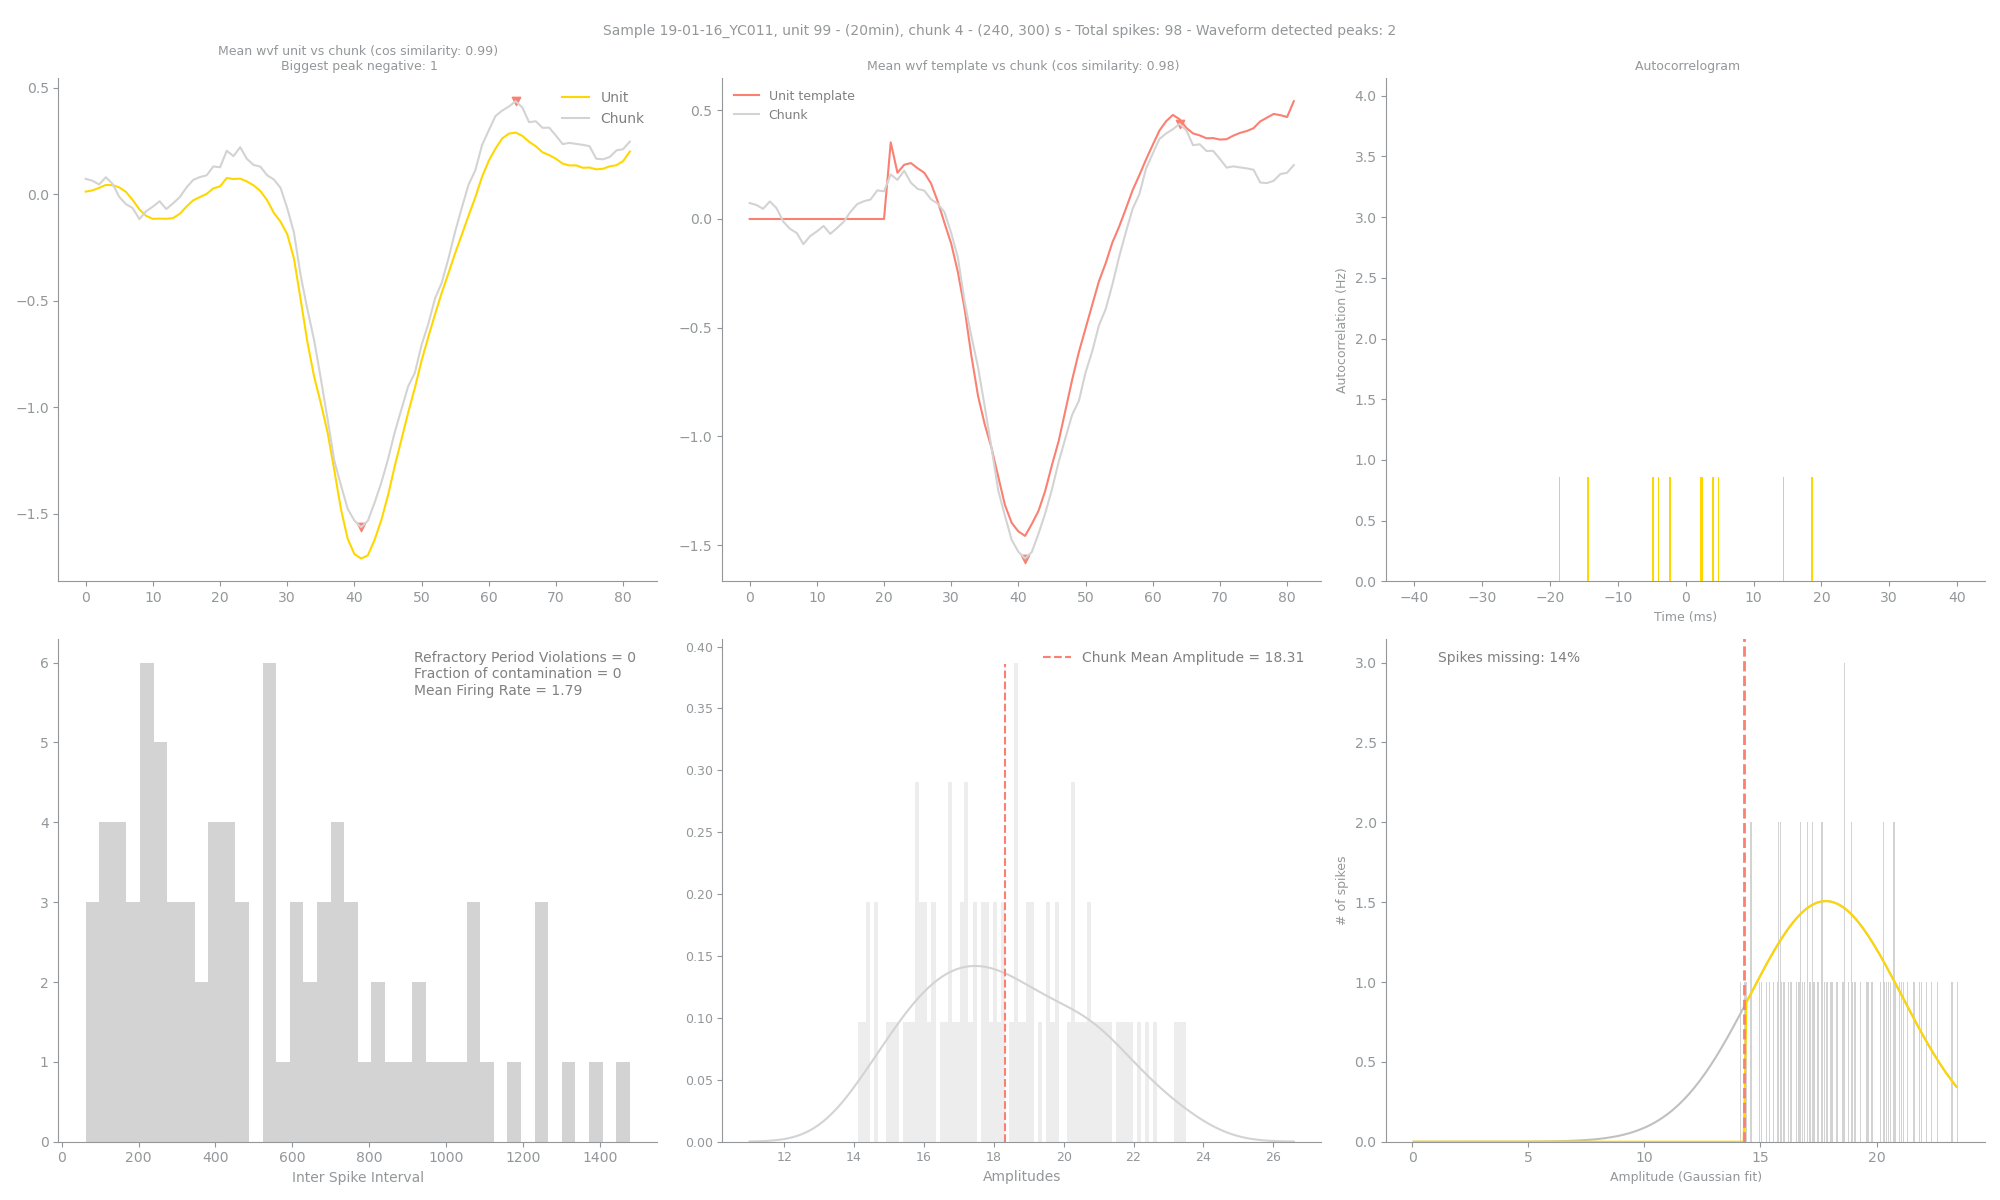 Sample 19-01-16_YC011, unit 99 - (20min), chunk 4 - (240, 300) s - Total spikes: 98 - Waveform detected peaks: 2
Mean wvf unit vs chunk (cos similarity: 0.99)
Biggest peak negative: 1
Unit
Chunk
0.5
0.0
−0.5
−1.0
−1.5
0 10 20 30 40 50 60 70 80
Mean wvf template vs chunk (cos similarity: 0.98)
Unit template
Chunk
0.5
0.0
−0.5
−1.0
−1.5
0 10 20 30 40 50 60 70 80
Autocorrelogram
Autocorrelation (Hz)
4.0
3.5
3.0
2.5
2.0
1.5
1.0
0.5
0.0
−40 −30 −20 −10 0 10 20 30 40
Time (ms)
Refractory Period Violations = 0
Fraction of contamination = 0
Mean Firing Rate = 1.79
6
5
4
3
2
1
0
0 200 400 600 800 1000 1200 1400
Inter Spike Interval
Chunk Mean Amplitude = 18.31
0.40
0.35
0.30
0.25
0.20
0.15
0.10
0.05
0.00
12 14 16 18 20 22 24 26
Amplitudes
Spikes missing: 14%
# of spikes
3.0
2.5
2.0
1.5
1.0
0.5
0.0
0 5 10 15 20
Amplitude (Gaussian fit)